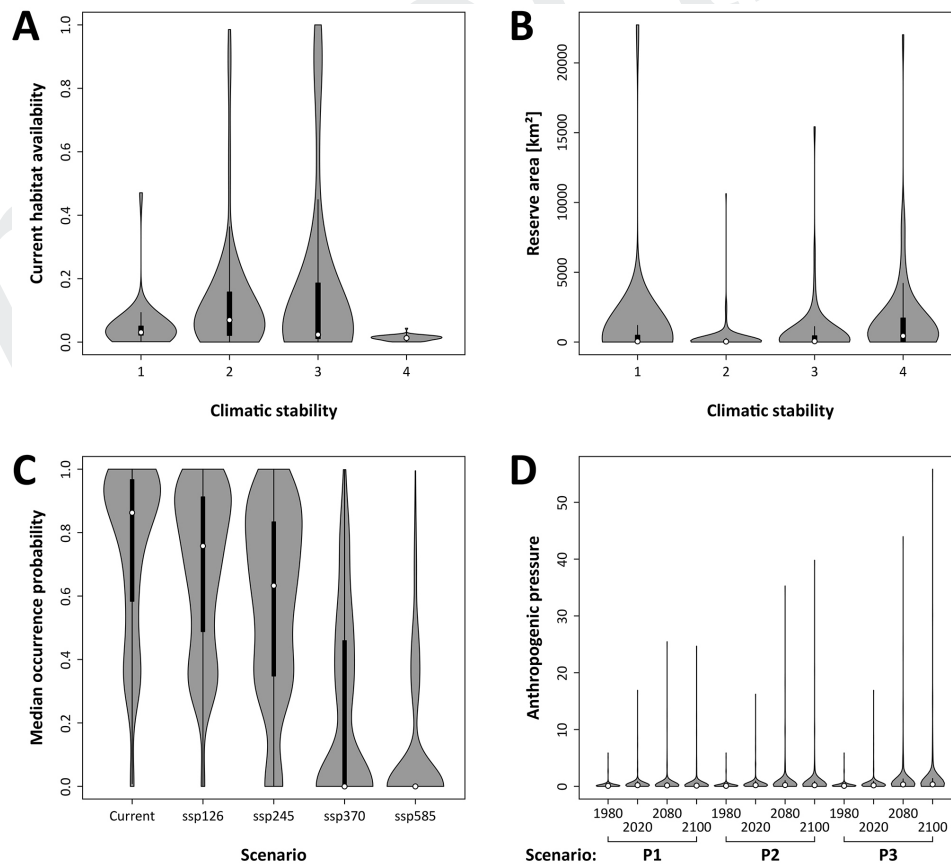 A
Current habitat availability
1.0
0.8
0.6
0.4
0.2
0.0
1 2 3 4
Climatic stability
B
Reserve area [km²]
20000
15000
10000
5000
0
1 2 3 4
Climatic stability
C
Median occurrence probability
1.0
0.8
0.6
0.4
0.2
0.0
Current ssp126 ssp245 ssp370 ssp585
Scenario
D
Anthropogenic pressure
50
40
30
20
10
0
1980 2080 1980 2080 1980 2080
2020 2100 2020 2100 2020 2100
Scenario: P1 P2 P3